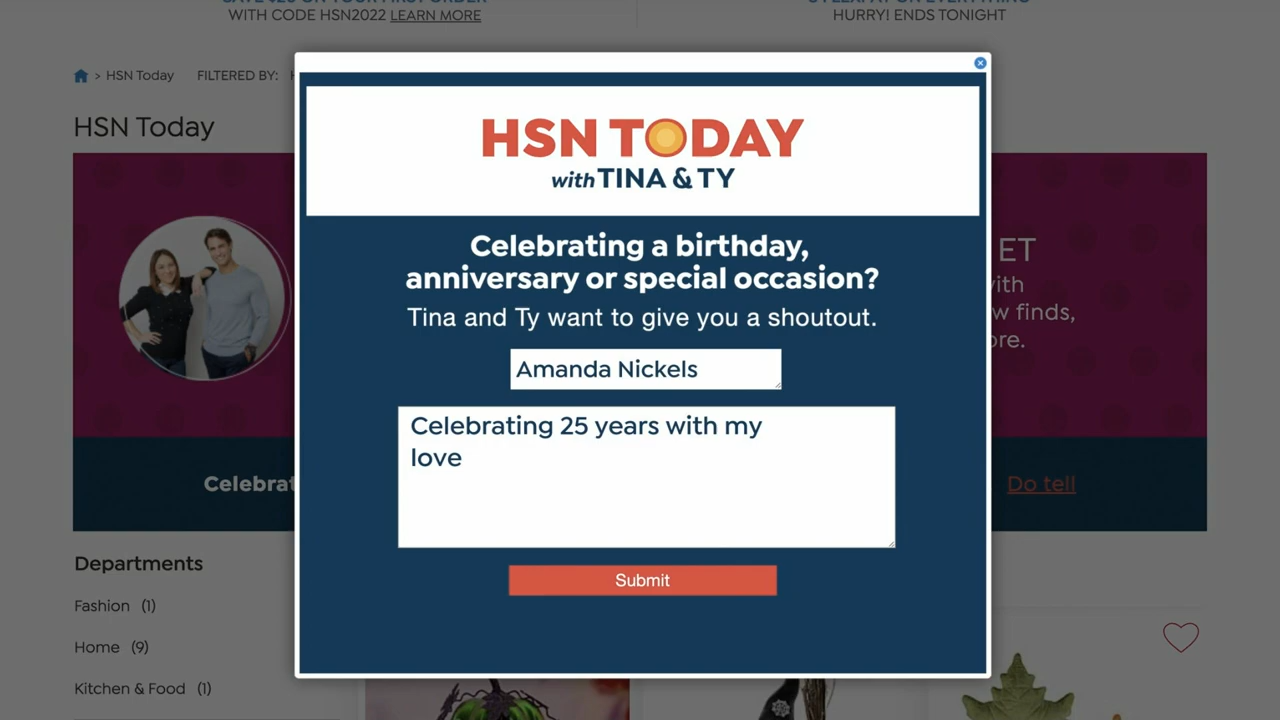 WITH CODE HSN2022 LEARN MORE
HURRY! ENDS TONIGHT
> HSN Today FILTERED BY:
HSN Today
HSN TODAY
with TINA & TY
Celebrating a birthday,
anniversary or special occasion?
Tina and Ty want to give you a shoutout.
Amanda Nickels
Celebrating 25 years with my
love
Submit
ET
w finds,
Do tell
Departments
Fashion (1)
Home (9)
Kitchen & Food (1)